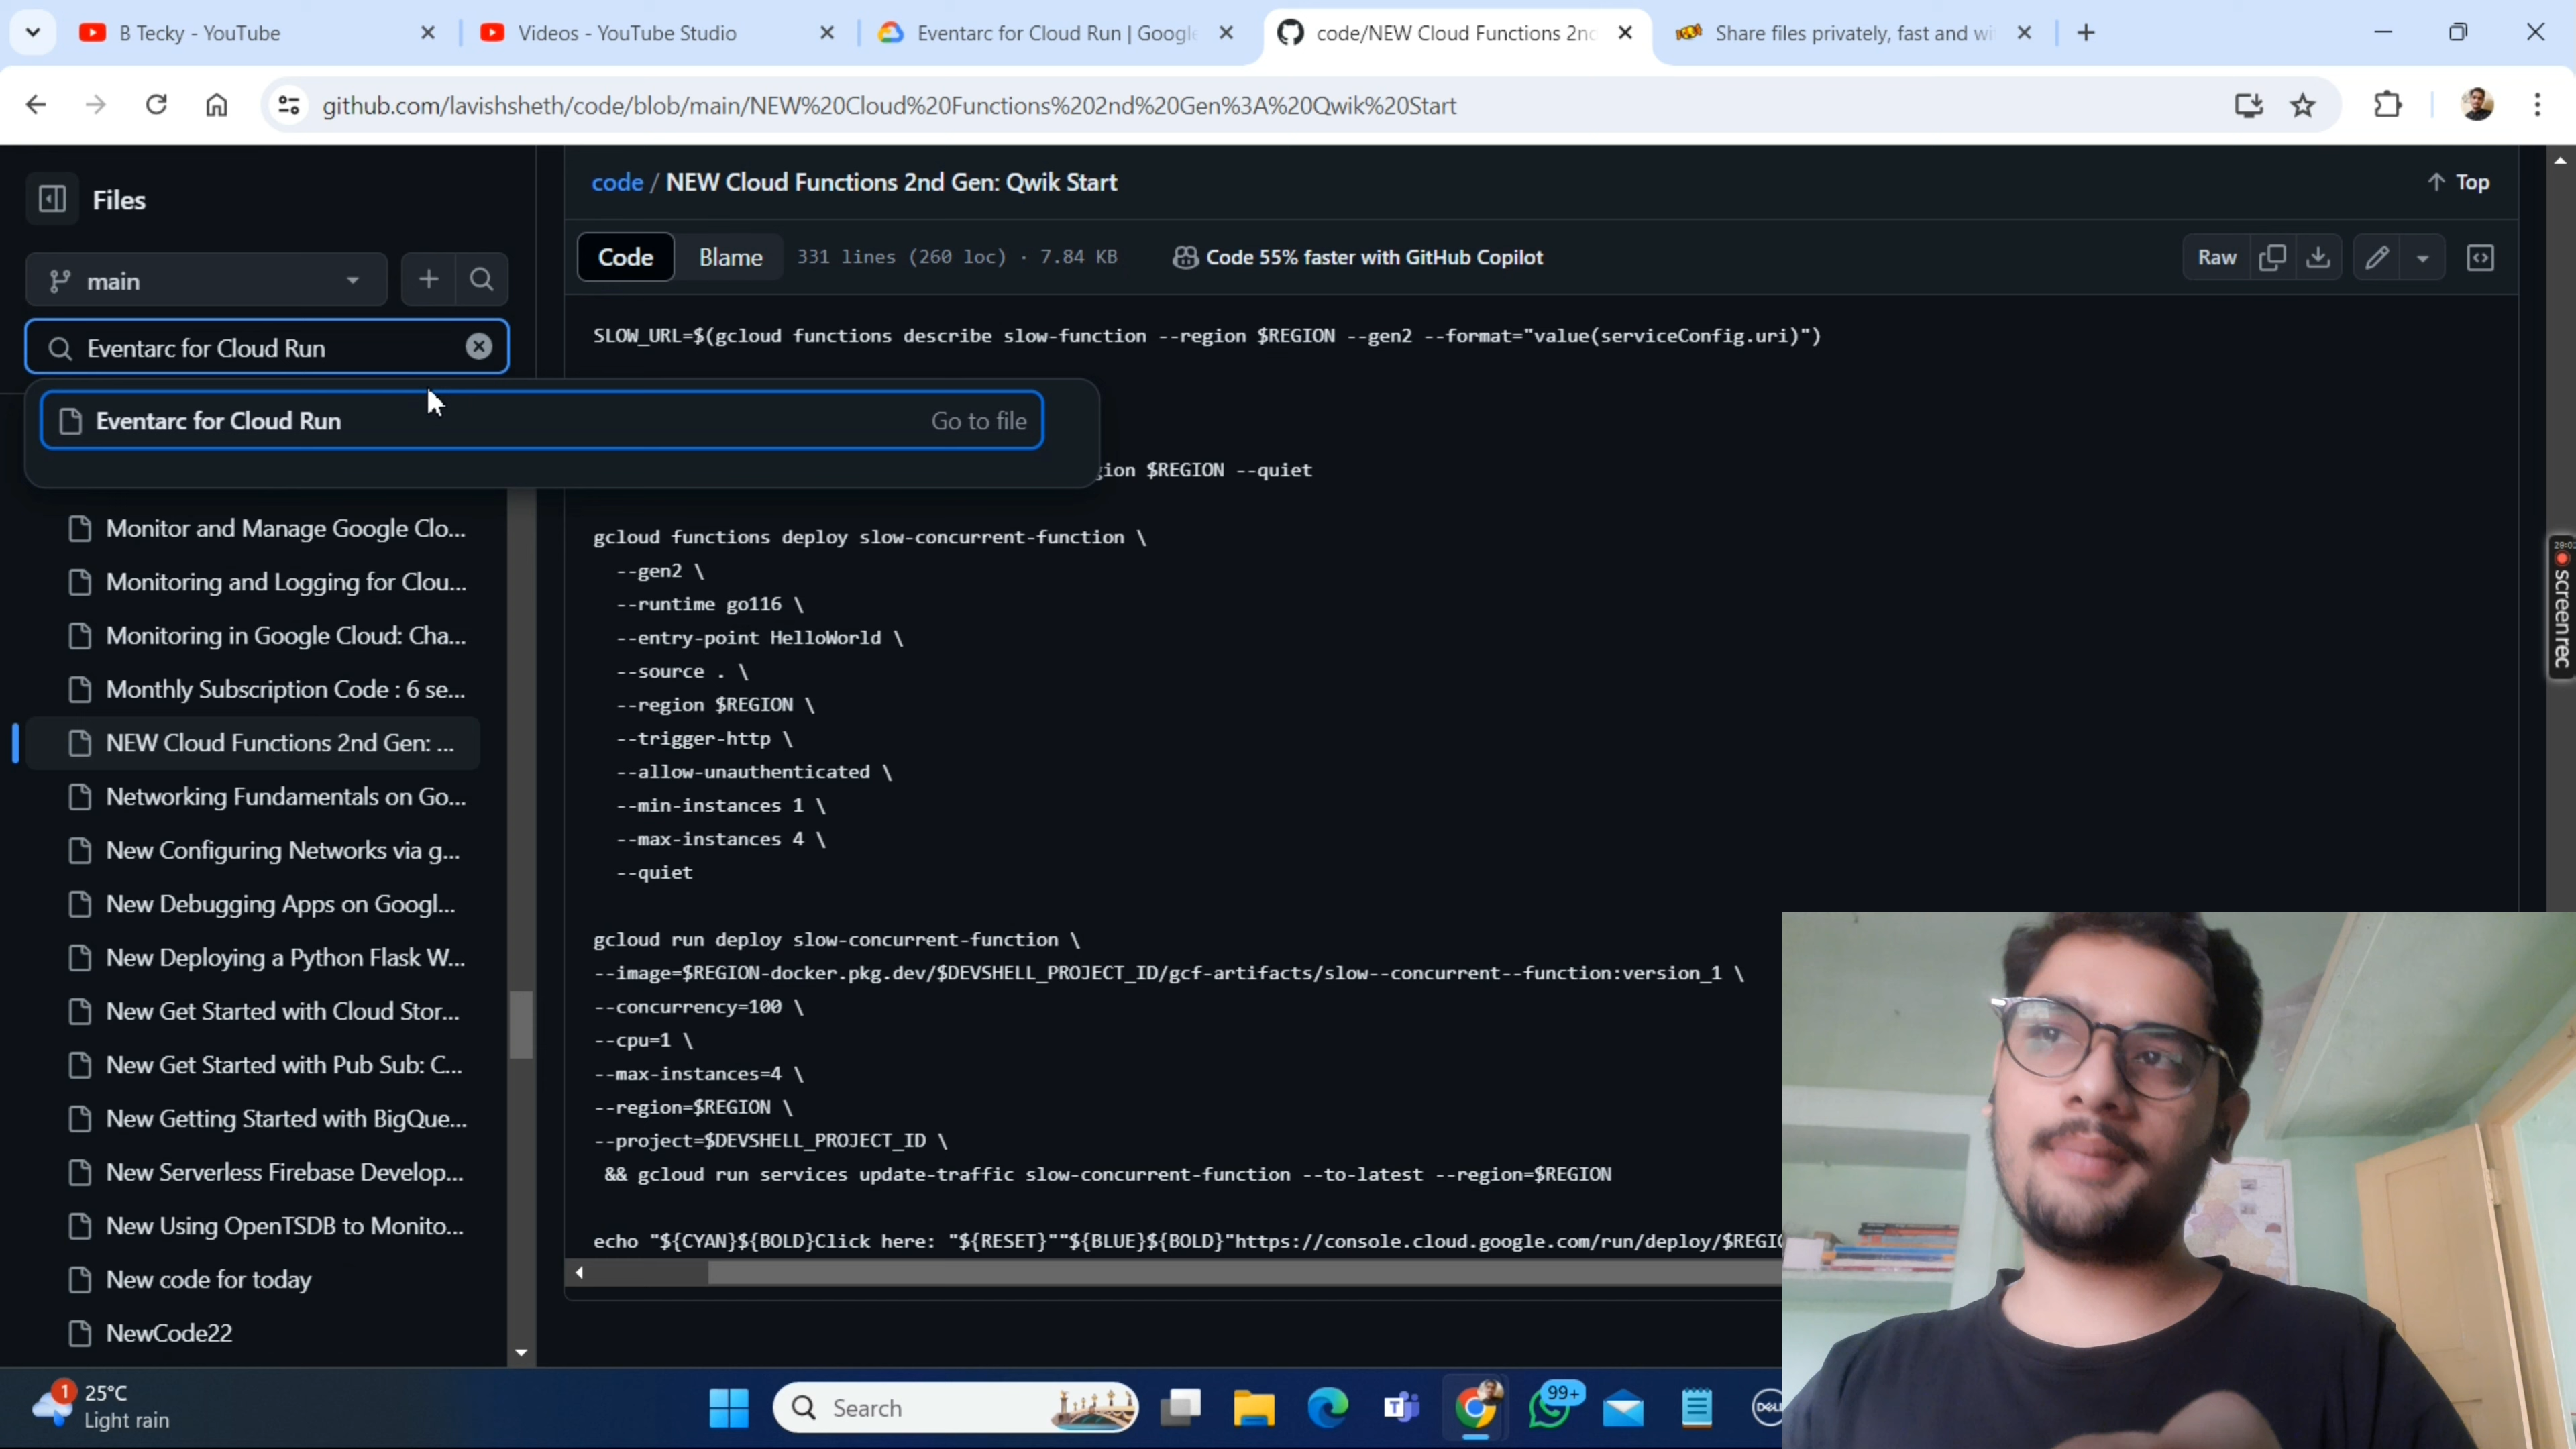 B Tecky - YouTube
Videos - YouTube Studio
Eventarc for Cloud Run | Google
code/NEW Cloud Functions 2nd
Share files privately, fast and wi
github.com/lavishsheth/code/blob/main/NEW%20Cloud%20Functions%202nd%20Gen%3A%20Qwik%20Start
Files
code / NEW Cloud Functions 2nd Gen: Qwik Start
Top
main
Code
Blame
331 lines (260 loc) · 7.84 KB
Code 55% faster with GitHub Copilot
Raw
Eventarc for Cloud Run
Eventarc for Cloud Run
Go to file
Monitor and Manage Google Clo...
Monitoring and Logging for Clou...
Monitoring in Google Cloud: Cha...
Monthly Subscription Code : 6 se...
NEW Cloud Functions 2nd Gen: ...
Networking Fundamentals on Go...
New Configuring Networks via g...
New Debugging Apps on Googl...
New Deploying a Python Flask W...
New Get Started with Cloud Stor...
New Get Started with Pub Sub: C...
New Getting Started with BigQue...
New Serverless Firebase Develop...
New Using OpenTSDB to Monito...
New code for today
NewCode22
SLOW_URL=$(gcloud functions describe slow-function --region $REGION --gen2 --format="value(serviceConfig.uri)")
gion $REGION --quiet
gcloud functions deploy slow-concurrent-function \
--gen2 \
--runtime go116 \
--entry-point HelloWorld \
--source . \
--region $REGION \
--trigger-http \
--allow-unauthenticated \
--min-instances 1 \
--max-instances 4 \
--quiet
gcloud run deploy slow-concurrent-function \
--image=$REGION-docker.pkg.dev/$DEVSHELL_PROJECT_ID/gcf-artifacts/slow--concurrent--function:version_1 \
--concurrency=100 \
--cpu=1 \
--max-instances=4 \
--region=$REGION \
--project=$DEVSHELL_PROJECT_ID \
&& gcloud run services update-traffic slow-concurrent-function --to-latest --region=$REGION
echo "${CYAN}${BOLD}Click here: "${RESET}""${BLUE}${BOLD}"https://console.cloud.google.com/run/deploy/$REGIO
screenrec
1
25°C
Light rain
Search
99+
DELL